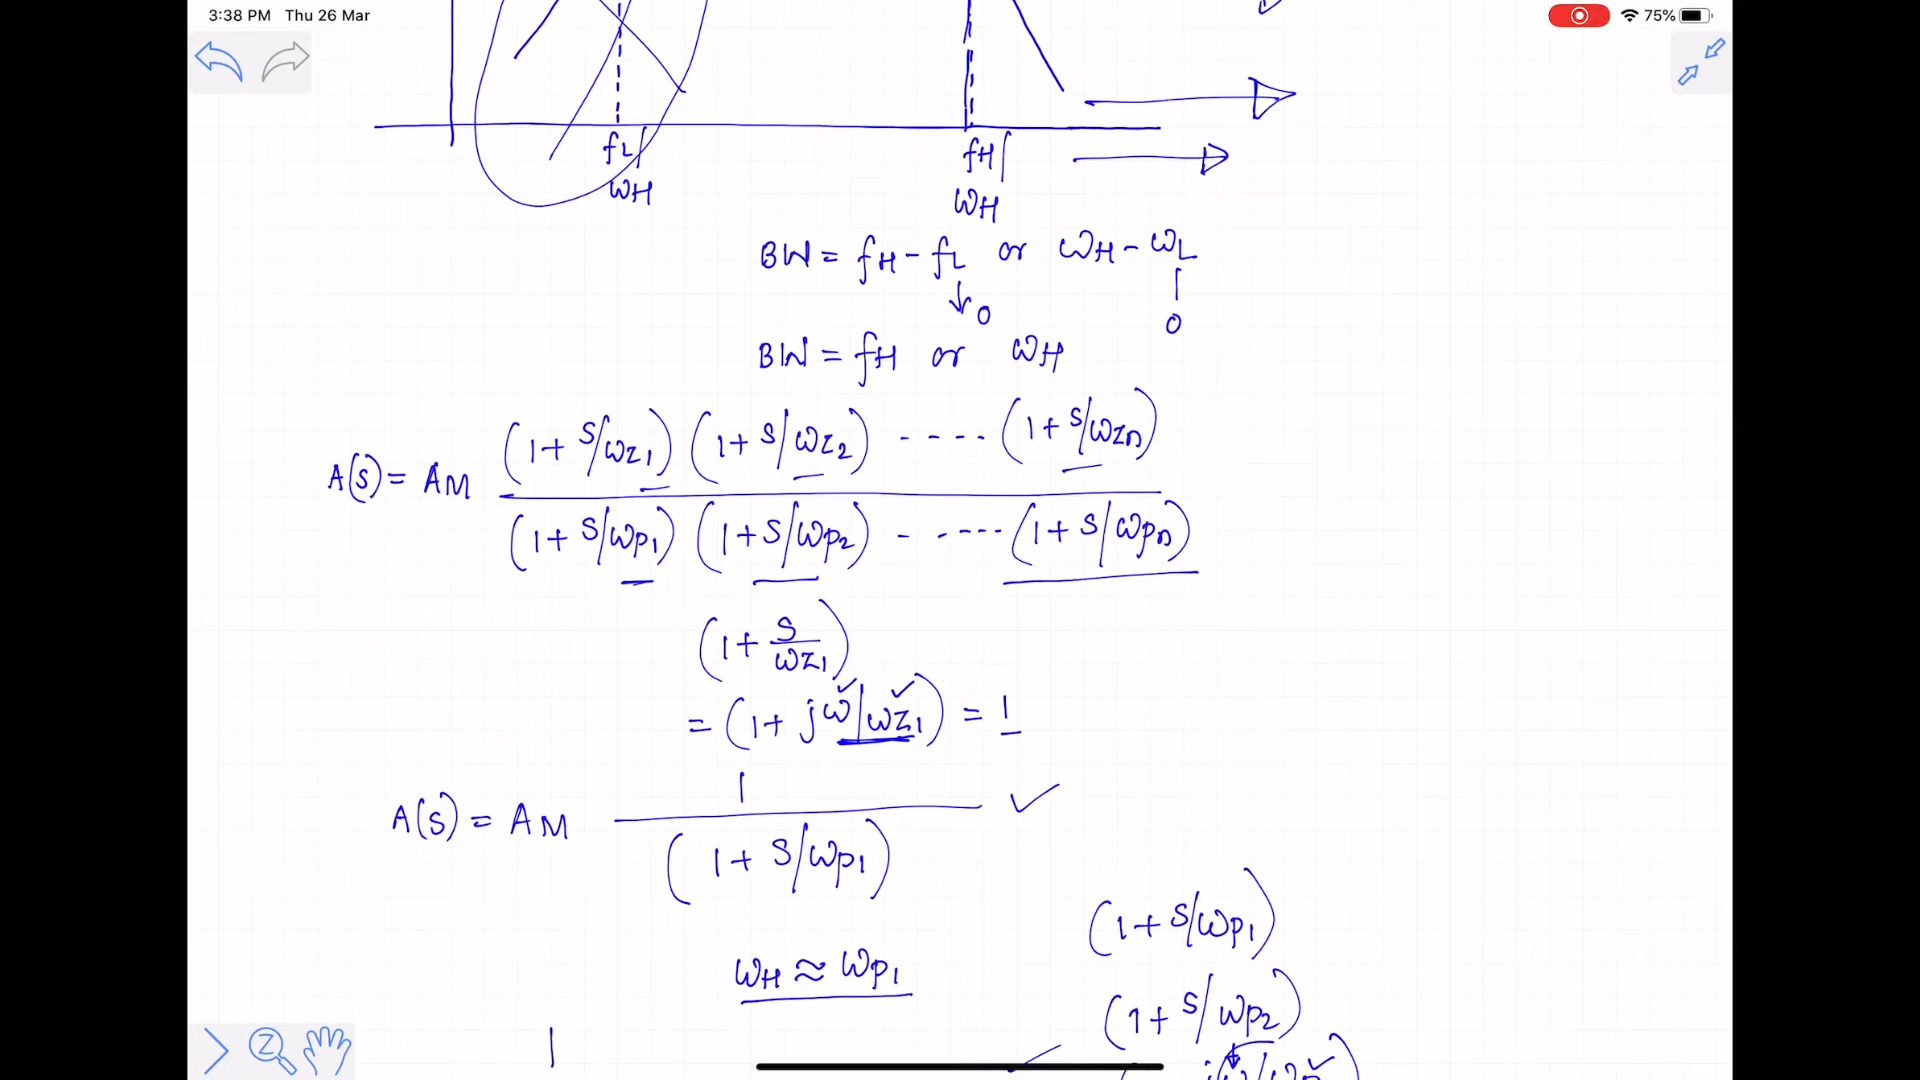 3:38 PM Thu 26 Mar
75%
fL
ωH
fH
ωH
BW = fH - fL or ωH - ωL
0 0
BW = fH or ωH
A(S) = AM (1 + S/ωZ1) (1 + S/ωZ2) ---- (1 + S/ωZn)
(1 + S/ωP1) (1 + S/ωP2) - ---- (1 + S/ωPn)
(1 + S/ωZ1)
= (1 + jω/ωZ1) = 1
A(S) = AM 1
(1 + S/ωP1)
(1 + S/ωP1)
ωH ≈ ωP1
(1 + S/ωP2)
1
Z